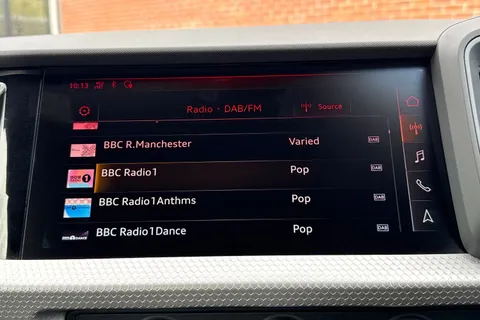 10:13
Radio · DAB/FM
Source
BBC R.Manchester Varied DAB
BBC Radio1 Pop DAB
BBC Radio1Anthms Pop DAB
BBC Radio1Dance Pop DAB